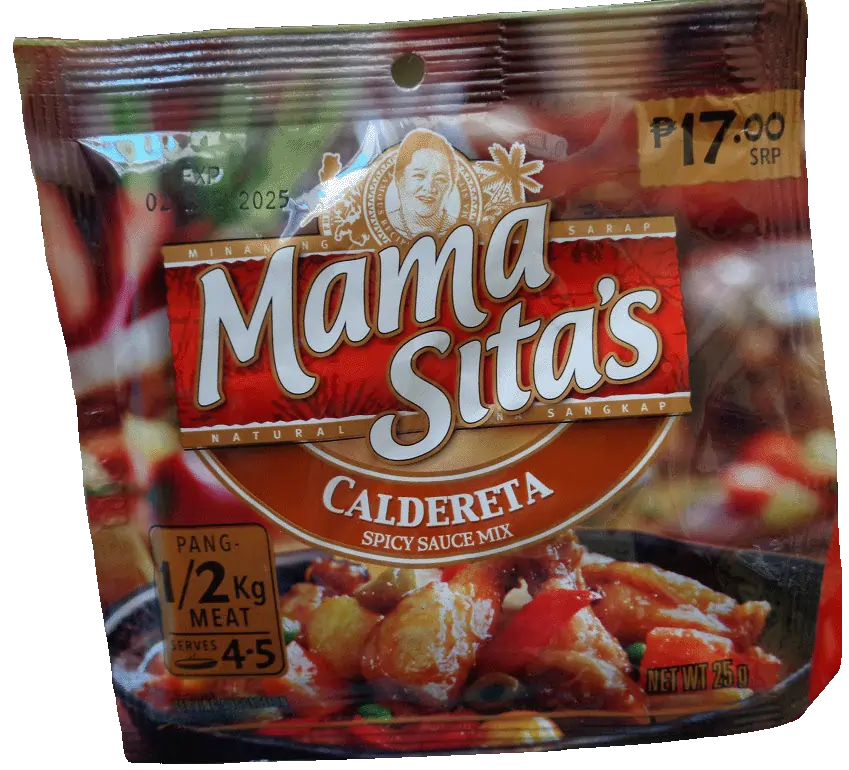 ₱17.00
SRP
EXP
2025
SARAP
Mama
Sita's
NATURAL NA SANGKAP
CALDERETA
SPICY SAUCE MIX
PANG-
1/2 Kg
MEAT
SERVES
4-5
NET WT 25 g